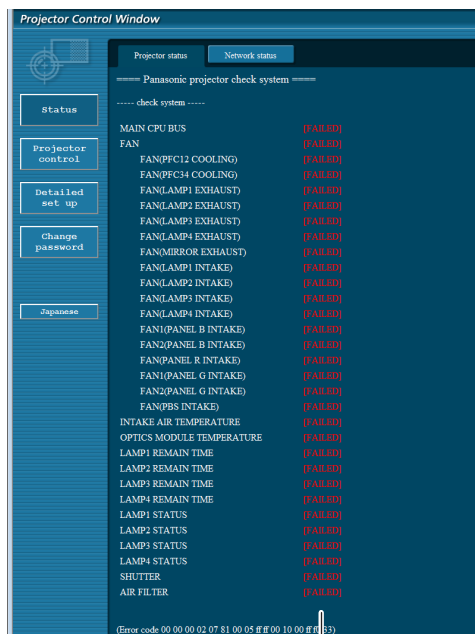 Projector Control Window
Projector status
Network status
==== Panasonic projector check system ====
----- check system -----
Status
Projector
control
Detailed
set up
Change
password
Japanese
MAIN CPU BUS [FAILED]
FAN [FAILED]
FAN(PFC12 COOLING) [FAILED]
FAN(PFC34 COOLING) [FAILED]
FAN(LAMP1 EXHAUST) [FAILED]
FAN(LAMP2 EXHAUST) [FAILED]
FAN(LAMP3 EXHAUST) [FAILED]
FAN(LAMP4 EXHAUST) [FAILED]
FAN(MIRROR EXHAUST) [FAILED]
FAN(LAMP1 INTAKE) [FAILED]
FAN(LAMP2 INTAKE) [FAILED]
FAN(LAMP3 INTAKE) [FAILED]
FAN(LAMP4 INTAKE) [FAILED]
FAN1(PANEL B INTAKE) [FAILED]
FAN2(PANEL B INTAKE) [FAILED]
FAN(PANEL R INTAKE) [FAILED]
FAN1(PANEL G INTAKE) [FAILED]
FAN2(PANEL G INTAKE) [FAILED]
FAN(PBS INTAKE) [FAILED]
INTAKE AIR TEMPERATURE [FAILED]
OPTICS MODULE TEMPERATURE [FAILED]
LAMP1 REMAIN TIME [FAILED]
LAMP2 REMAIN TIME [FAILED]
LAMP3 REMAIN TIME [FAILED]
LAMP4 REMAIN TIME [FAILED]
LAMP1 STATUS [FAILED]
LAMP2 STATUS [FAILED]
LAMP3 STATUS [FAILED]
LAMP4 STATUS [FAILED]
SHUTTER [FAILED]
AIR FILTER [FAILED]
(Error code 00 00 00 02 07 81 00 05 ff ff 00 10 00 ff